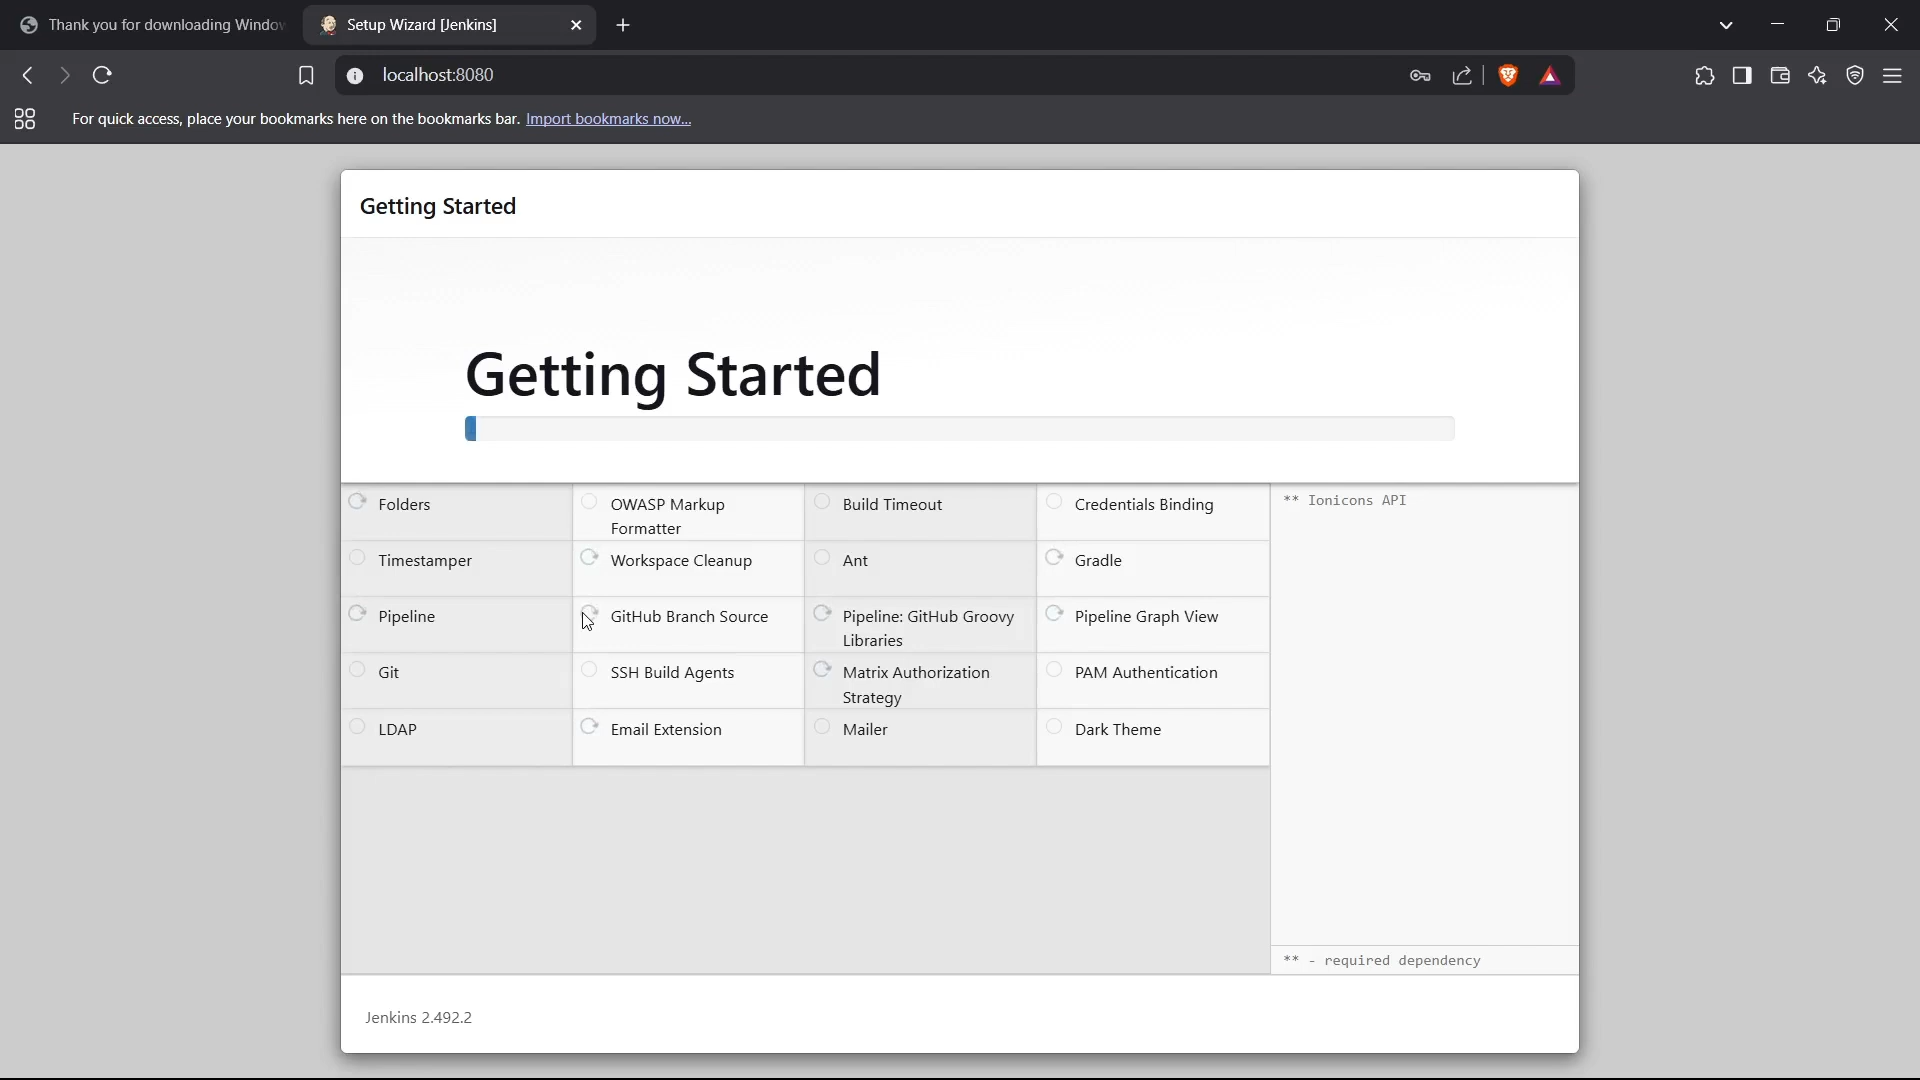 Thank you for downloading Window
Setup Wizard [Jenkins]
localhost:8080
For quick access, place your bookmarks here on the bookmarks bar. Import bookmarks now...
Getting Started
Getting Started
Folders
OWASP Markup
Formatter
Build Timeout
Credentials Binding
** Ionicons API
Timestamper
Workspace Cleanup
Ant
Gradle
Pipeline
GitHub Branch Source
Pipeline: GitHub Groovy
Libraries
Pipeline Graph View
Git
SSH Build Agents
Matrix Authorization
Strategy
PAM Authentication
LDAP
Email Extension
Mailer
Dark Theme
** - required dependency
Jenkins 2.492.2